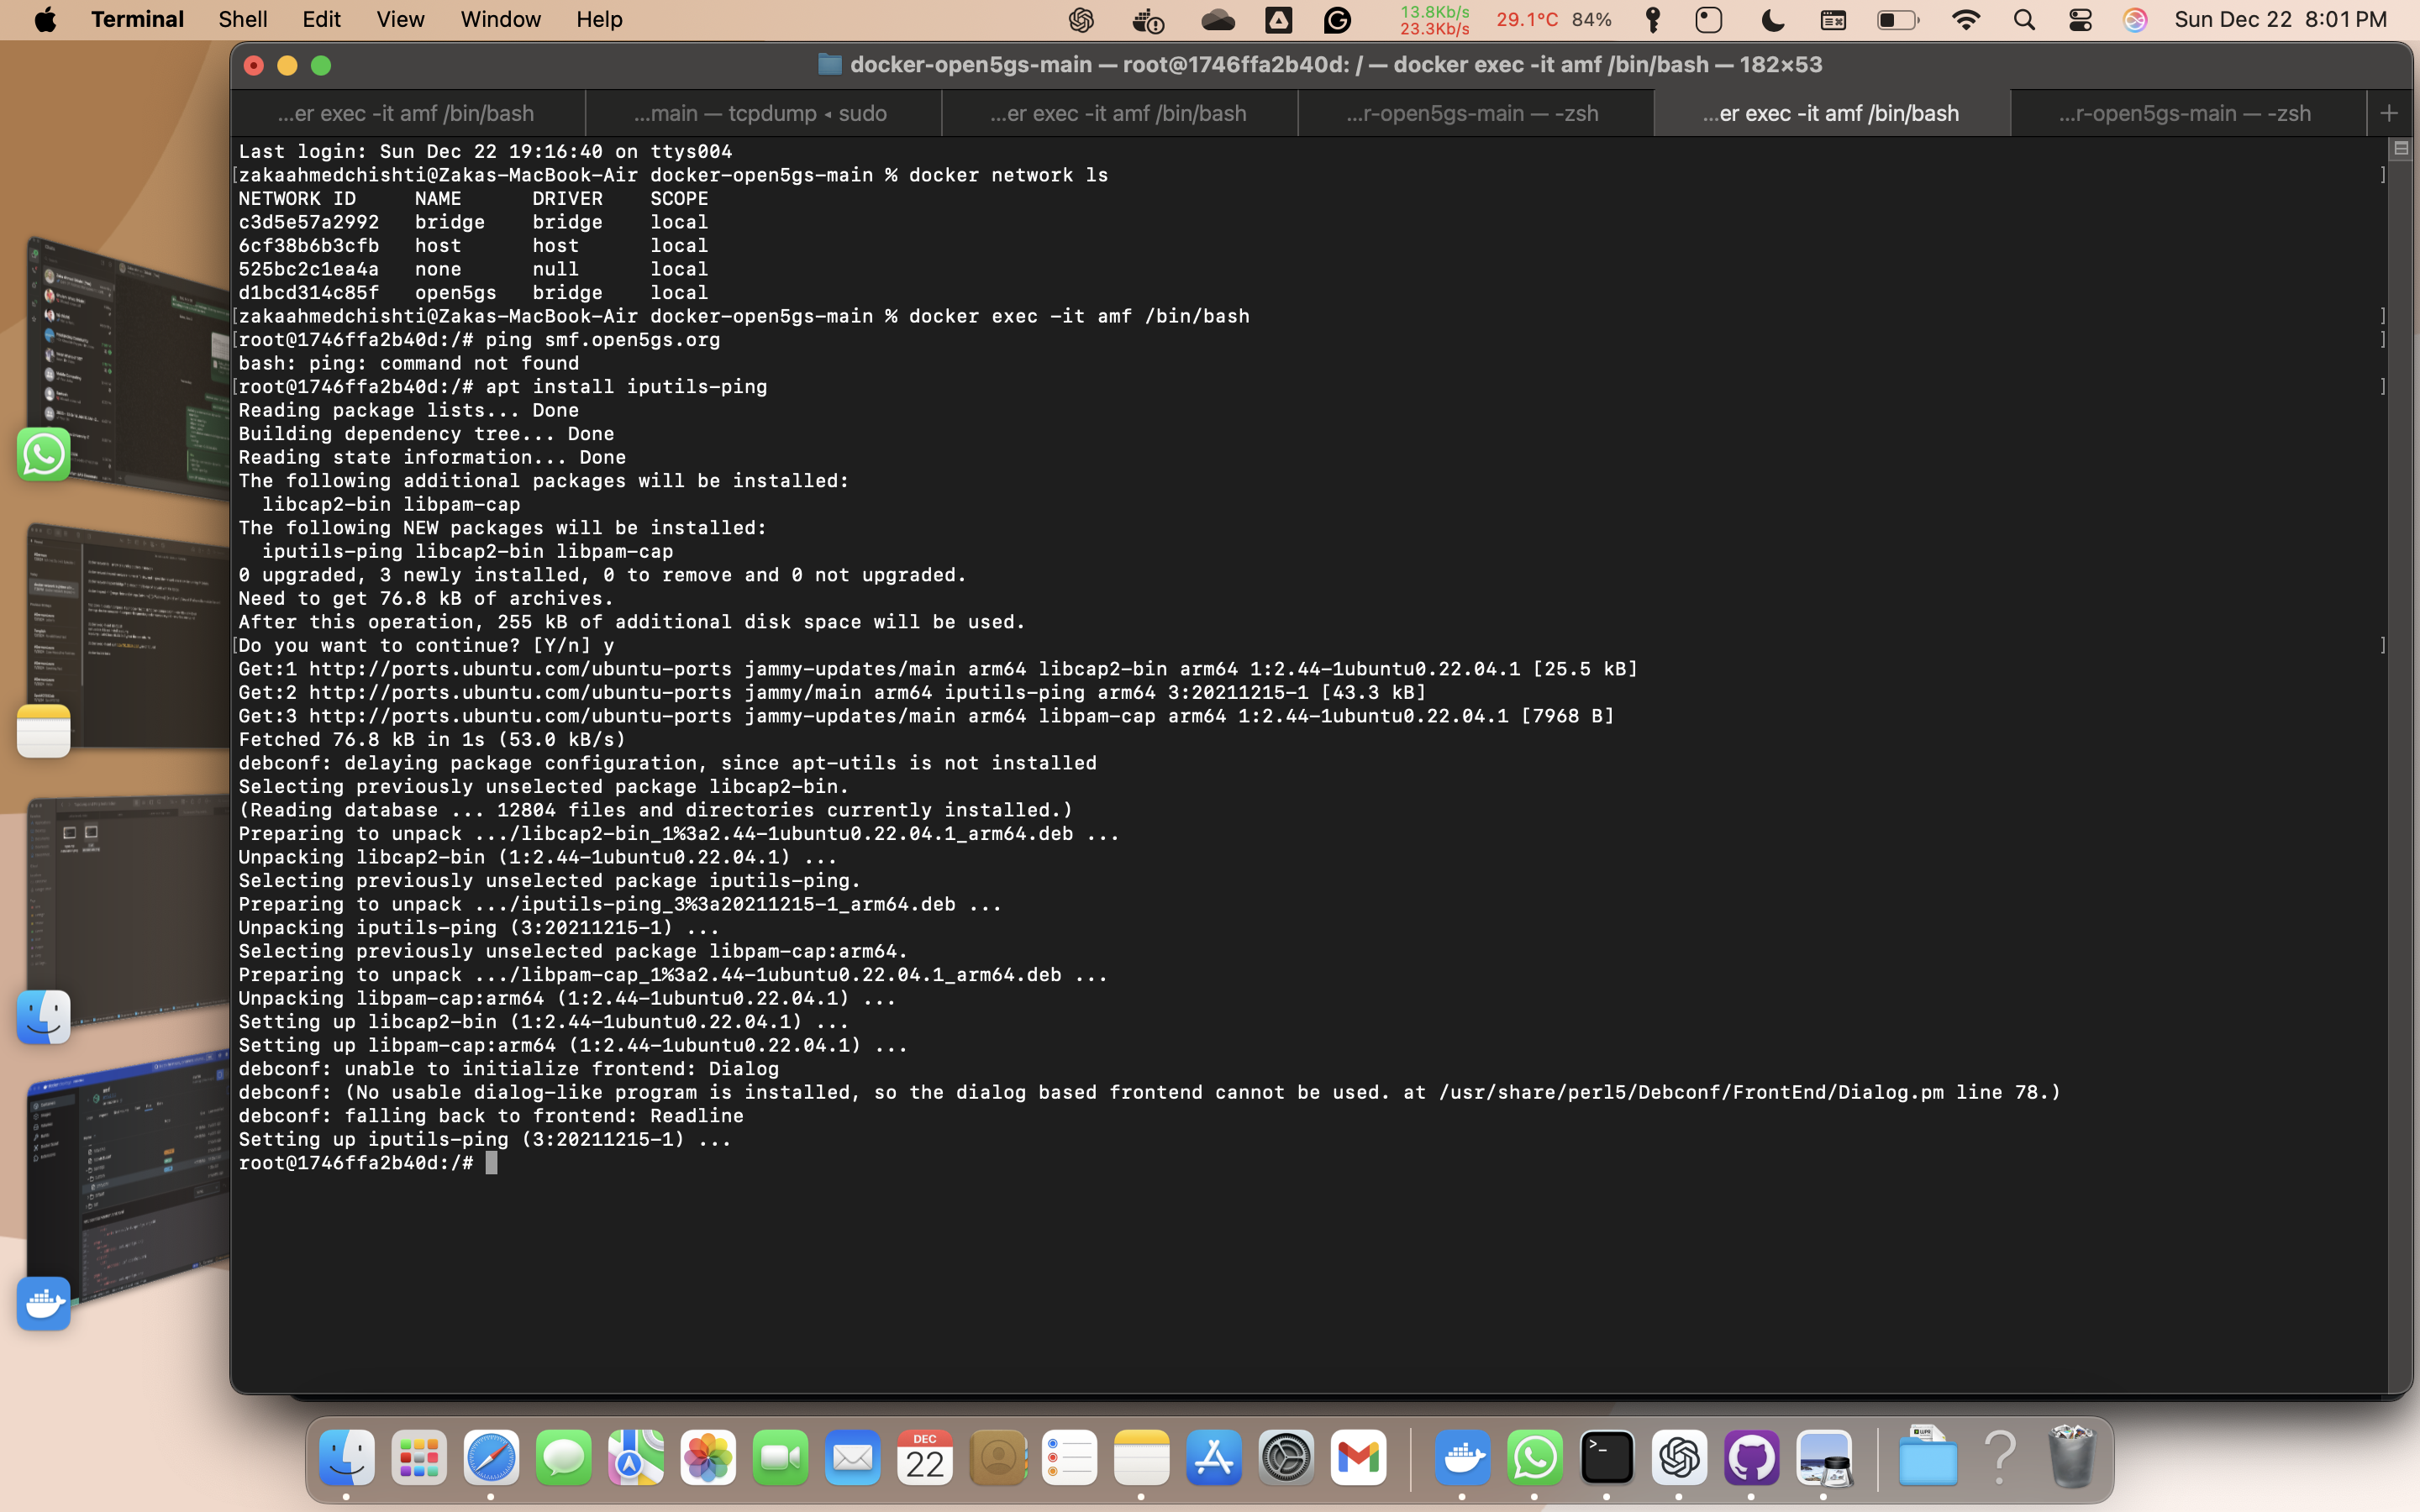 Terminal Shell Edit View Window Help 13.8Kb/s 23.3Kb/s 29.1°C 84% Sun Dec 22 8:01 PM
docker-open5gs-main — root@1746ffa2b40d: / — docker exec -it amf /bin/bash — 182×53
...er exec -it amf /bin/bash ...main — tcpdump ◂ sudo ...er exec -it amf /bin/bash ...r-open5gs-main — -zsh ...er exec -it amf /bin/bash ...r-open5gs-main — -zsh +
Last login: Sun Dec 22 19:16:40 on ttys004
[zakaahmedchishti@Zakas-MacBook-Air docker-open5gs-main % docker network ls ]
NETWORK ID NAME DRIVER SCOPE
c3d5e57a2992 bridge bridge local
6cf38b6b3cfb host host local
525bc2c1ea4a none null local
d1bcd314c85f open5gs bridge local
[zakaahmedchishti@Zakas-MacBook-Air docker-open5gs-main % docker exec -it amf /bin/bash ]
[root@1746ffa2b40d:/# ping smf.open5gs.org ]
bash: ping: command not found
[root@1746ffa2b40d:/# apt install iputils-ping ]
Reading package lists... Done
Building dependency tree... Done
Reading state information... Done
The following additional packages will be installed:
libcap2-bin libpam-cap
The following NEW packages will be installed:
iputils-ping libcap2-bin libpam-cap
0 upgraded, 3 newly installed, 0 to remove and 0 not upgraded.
Need to get 76.8 kB of archives.
After this operation, 255 kB of additional disk space will be used.
[Do you want to continue? [Y/n] y ]
Get:1 http://ports.ubuntu.com/ubuntu-ports jammy-updates/main arm64 libcap2-bin arm64 1:2.44-1ubuntu0.22.04.1 [25.5 kB]
Get:2 http://ports.ubuntu.com/ubuntu-ports jammy/main arm64 iputils-ping arm64 3:20211215-1 [43.3 kB]
Get:3 http://ports.ubuntu.com/ubuntu-ports jammy-updates/main arm64 libpam-cap arm64 1:2.44-1ubuntu0.22.04.1 [7968 B]
Fetched 76.8 kB in 1s (53.0 kB/s)
debconf: delaying package configuration, since apt-utils is not installed
Selecting previously unselected package libcap2-bin.
(Reading database ... 12804 files and directories currently installed.)
Preparing to unpack .../libcap2-bin_1%3a2.44-1ubuntu0.22.04.1_arm64.deb ...
Unpacking libcap2-bin (1:2.44-1ubuntu0.22.04.1) ...
Selecting previously unselected package iputils-ping.
Preparing to unpack .../iputils-ping_3%3a20211215-1_arm64.deb ...
Unpacking iputils-ping (3:20211215-1) ...
Selecting previously unselected package libpam-cap:arm64.
Preparing to unpack .../libpam-cap_1%3a2.44-1ubuntu0.22.04.1_arm64.deb ...
Unpacking libpam-cap:arm64 (1:2.44-1ubuntu0.22.04.1) ...
Setting up libcap2-bin (1:2.44-1ubuntu0.22.04.1) ...
Setting up libpam-cap:arm64 (1:2.44-1ubuntu0.22.04.1) ...
debconf: unable to initialize frontend: Dialog
debconf: (No usable dialog-like program is installed, so the dialog based frontend cannot be used. at /usr/share/perl5/Debconf/FrontEnd/Dialog.pm line 78.)
debconf: falling back to frontend: Readline
Setting up iputils-ping (3:20211215-1) ...
root@1746ffa2b40d:/#
DEC
22